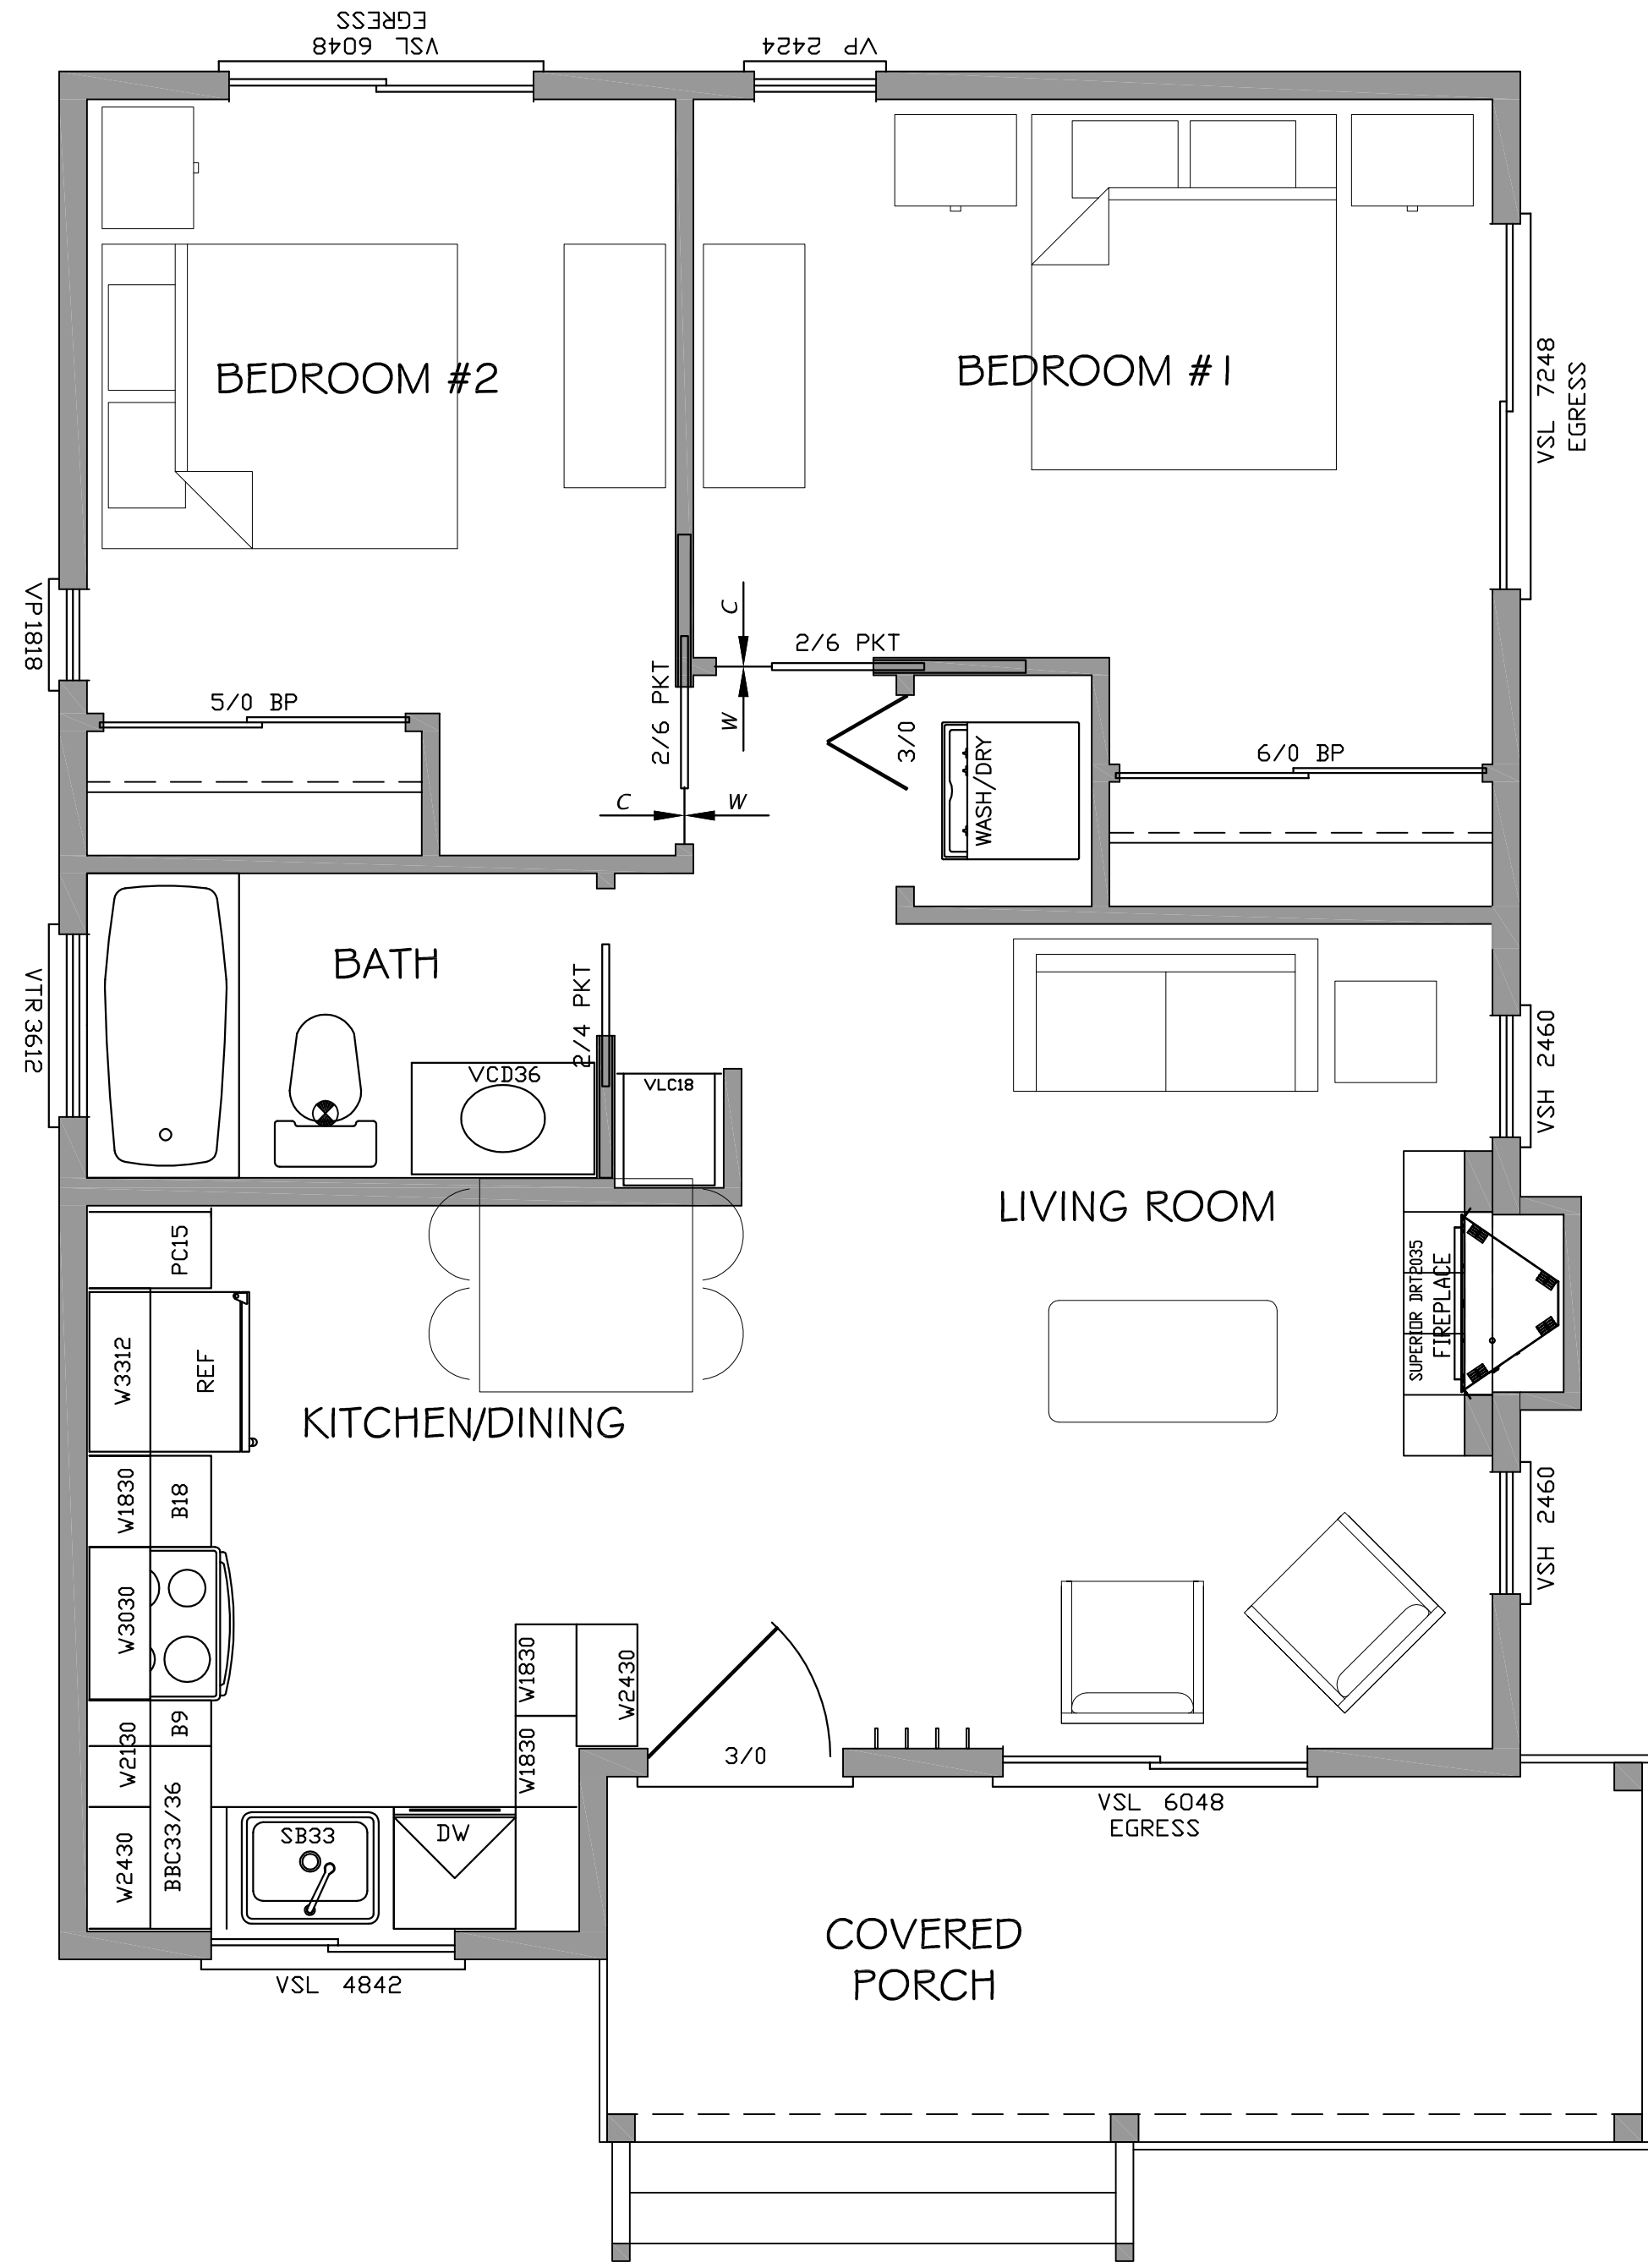 VSL 6048
EGRESS
VP 2424
BEDROOM #2
BEDROOM #1
VSL 7248
EGRESS
VP1818
C
2/6 PKT
W
2/6 PKT
5/0 BP
3/0
WASH/DRY
6/0 BP
C
W
BATH
VTR 3612
2/4 PKT
VCD36
VLC18
VSH 2460
LIVING ROOM
PC15
SUPERIOR DRT2035
FIREPLACE
W3312
REF
KITCHEN/DINING
W1830
B18
VSH 2460
W3030
W1830
W2430
B9
W2130
W1830
3/0
BBC33/36
VSL 6048
EGRESS
SB33
DW
W2430
COVERED
PORCH
VSL 4842